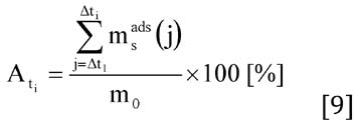 A_{t_i} = \frac{\sum_{j=\Delta t_1}^{\Delta t_i} m_s^{ads}(j)}{m_0} \times 100 [%]
[9]